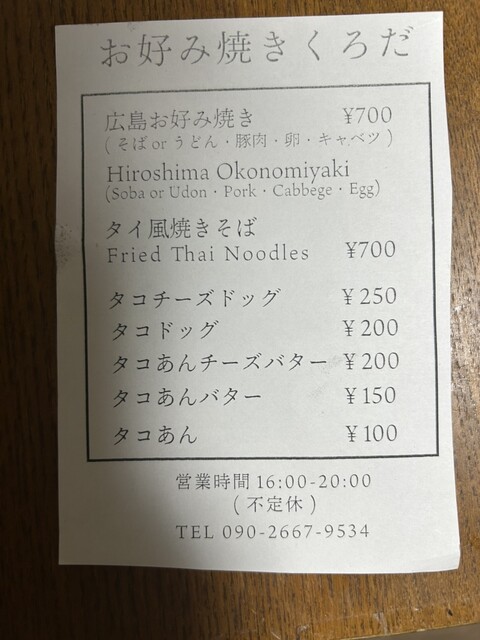 お好み焼きくろだ
広島お好み焼き ¥700
(そば or うどん・豚肉・卵・キャベツ)
Hiroshima Okonomiyaki
(Soba or Udon・Pork・Cabbege・Egg)
タイ風焼きそば
Fried Thai Noodles ¥700
タコチーズドッグ ¥250
タコドッグ ¥200
タコあんチーズバター ¥200
タコあんバター ¥150
タコあん ¥100
営業時間 16:00-20:00
(不定休)
TEL 090-2667-9534